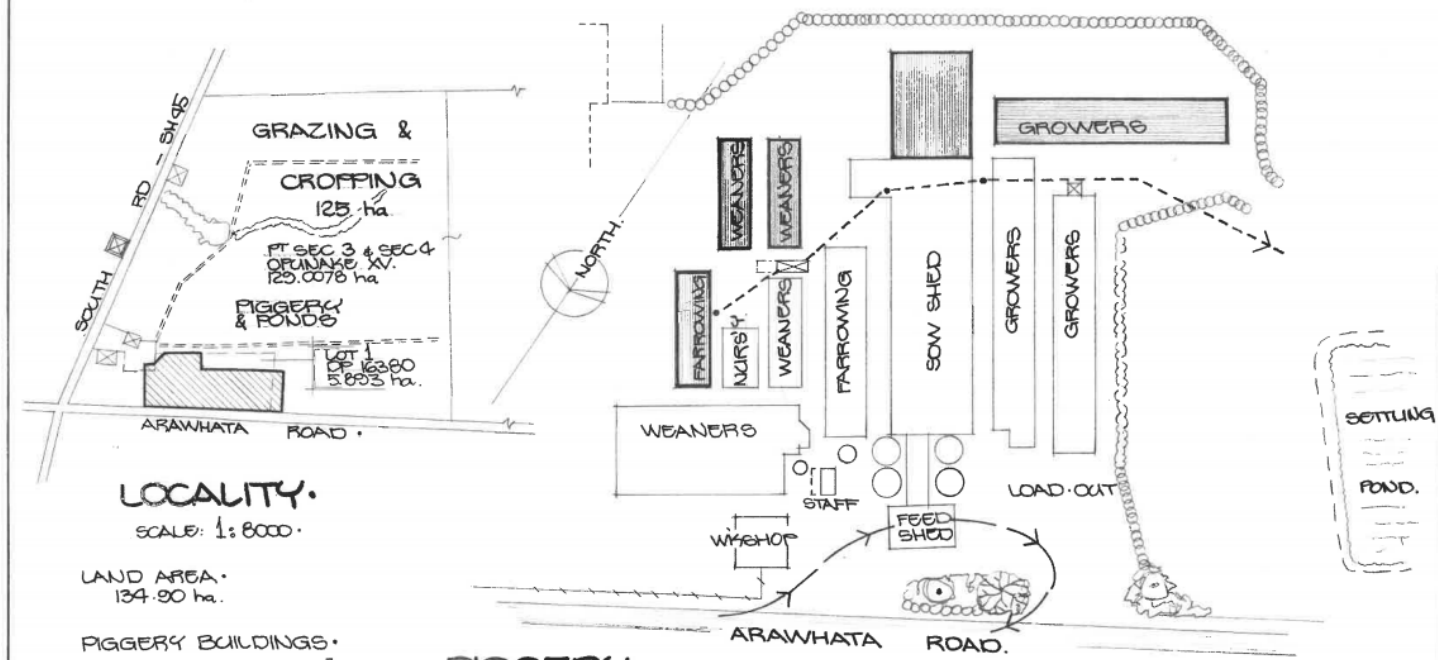 SOUTH RD - SH45
GRAZING &
CROPPING
125 ha.
PT SEC 3 & SEC 4
OPUNAKE XV.
129.0078 ha
PIGGERY
& PONDS
LOT 1
DP 16380
5.893 ha.
ARAWHATA ROAD.
LOCALITY.
SCALE: 1:8000.
LAND AREA.
134.90 ha.
PIGGERY BUILDINGS.
NORTH.
WEANERS
WEANERS
GROWERS
FARROWING
NURS'Y
WEANERS
FARROWING
SOW SHED
GROWERS
GROWERS
WEANERS
STAFF
W'KSHOP
FEED
SHED
LOAD-OUT
SETTLING
POND.
ARAWHATA ROAD.
PIGGERY